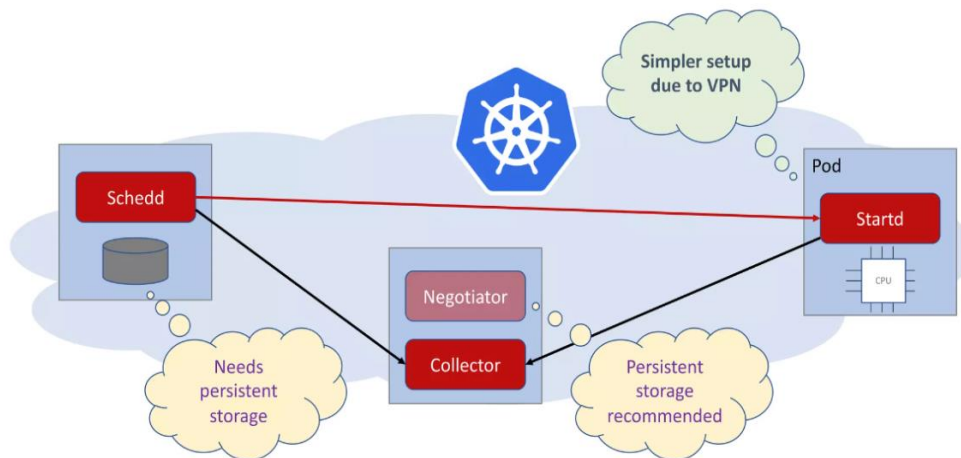 Simpler setup
due to VPN
Pod
Schedd
Startd
CPU
Negotiator
Collector
Needs
persistent
storage
Persistent
storage
recommended